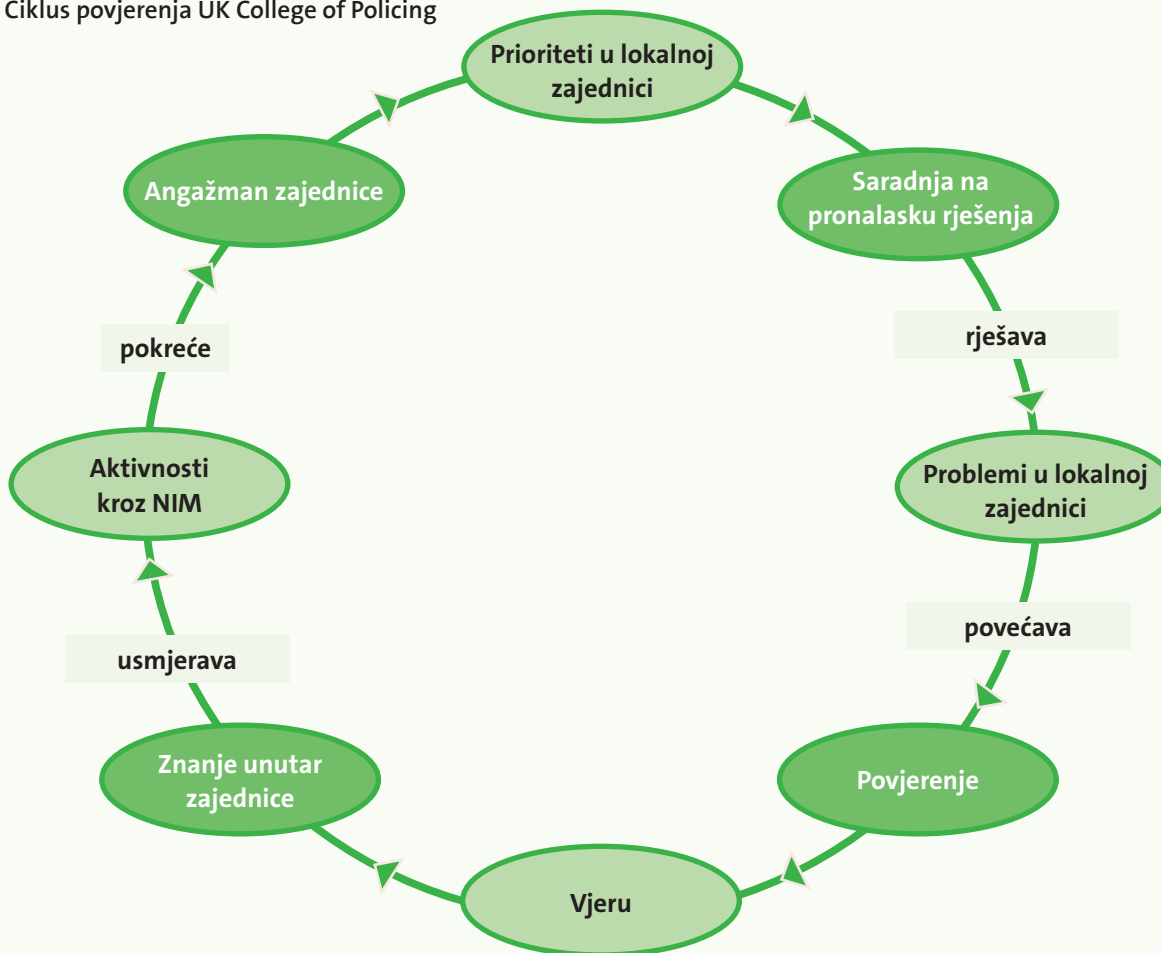 Ciklus povjerenja UK College of Policing
Prioriteti u lokalnoj
zajednici
Saradnja na
pronalasku rješenja
rješava
Problemi u lokalnoj
zajednici
povećava
Povjerenje
Vjeru
Znanje unutar
zajednice
usmjerava
Aktivnosti
kroz NIM
pokreće
Angažman zajednice